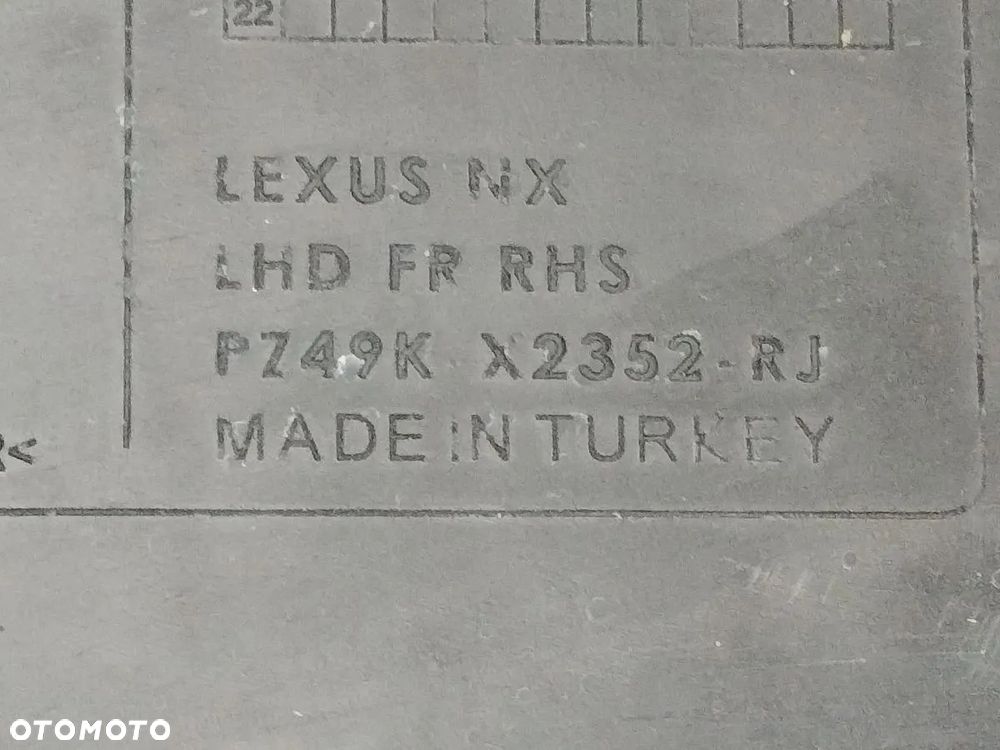 22
LEXUS NX
LHD FR RHS
PZ49K X2352-RJ
MADE IN TURKEY
OTOMOTO